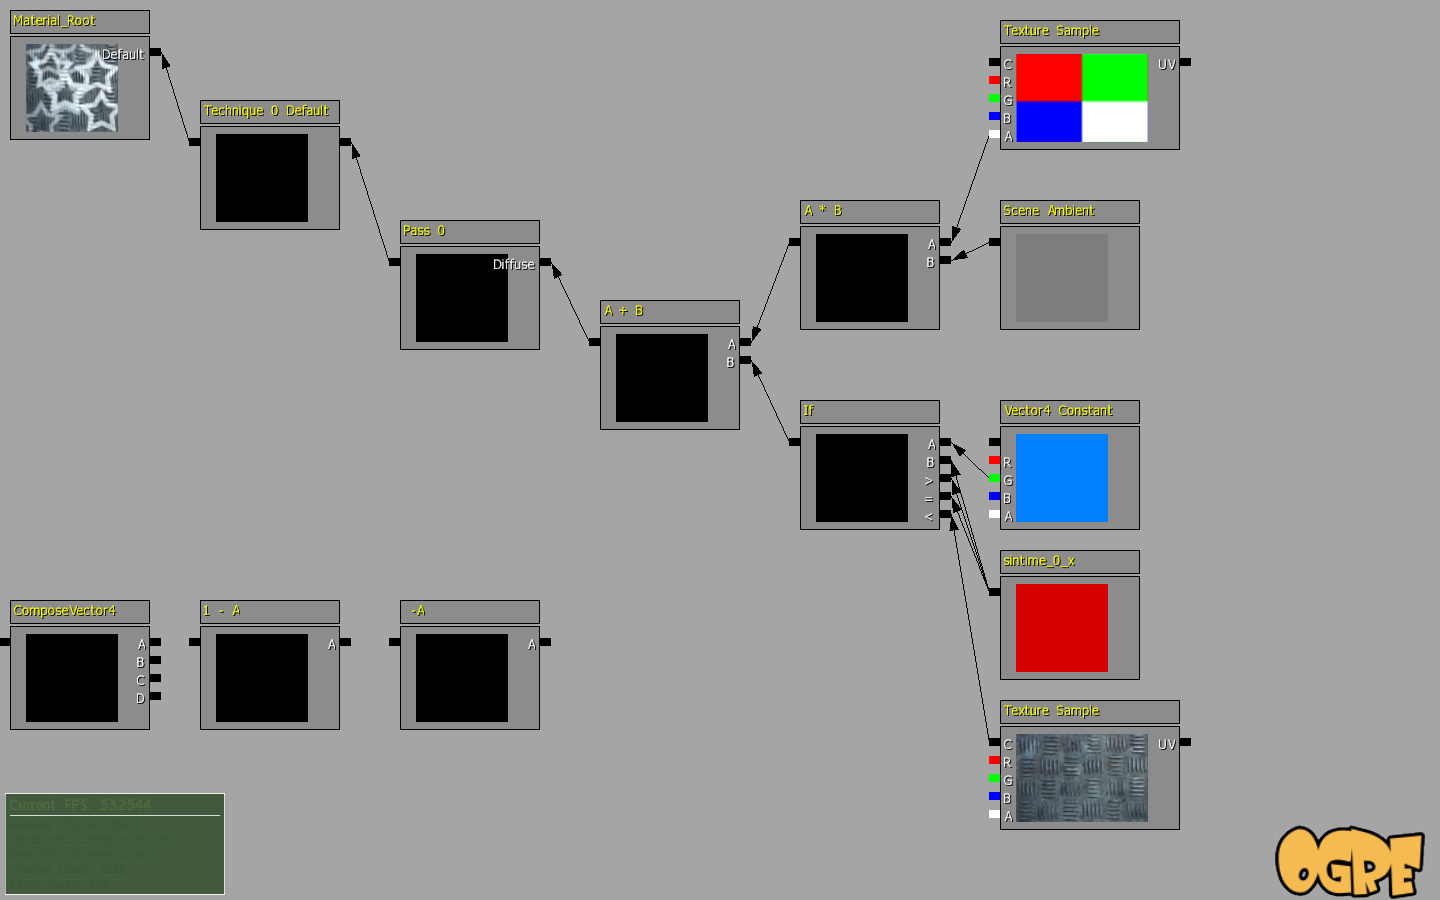 Material_Root
Default
Technique 0 Default
Pass 0
Diffuse
A + B
A
B
A * B
A
B
Texture Sample
C
R
G
B
A
UV
Scene Ambient
If
A
B
>
=
<
Vector4 Constant
R
G
B
A
sintime_0_x
Texture Sample
C
R
G
B
A
UV
ComposeVector4
A
B
C
D
1 - A
A
-A
A
Current FPS: 53.2544
OGRE